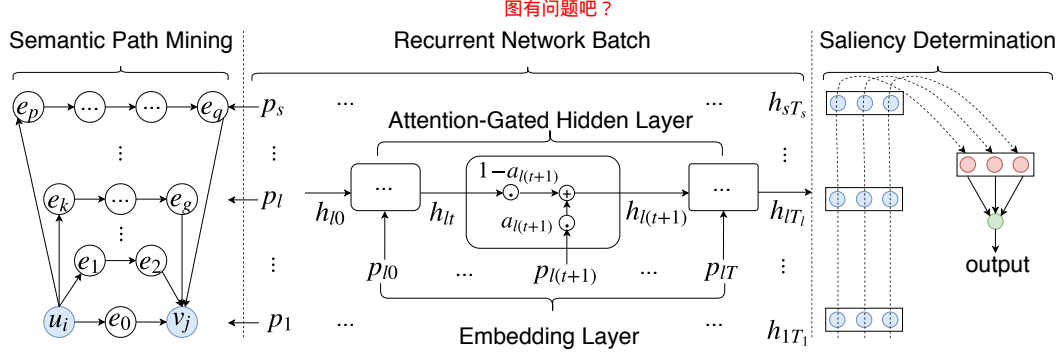 图有问题吧？
Semantic Path Mining
Recurrent Network Batch
Saliency Determination
e_p ... ... e_q p_s ... ... h_{sT_s}
Attention-Gated Hidden Layer
⋮ ⋮ ⋮
e_k ... e_g p_l h_{l0} ... h_{lt} 1-a_{l(t+1)} a_{l(t+1)} h_{l(t+1)} ... h_{lT_l}
...
e_1 e_2 ⋮ p_{l0} ... p_{l(t+1)} ... p_{lT} ⋮
output
u_i e_0 v_j p_1 ... ... h_{1T_1}
Embedding Layer